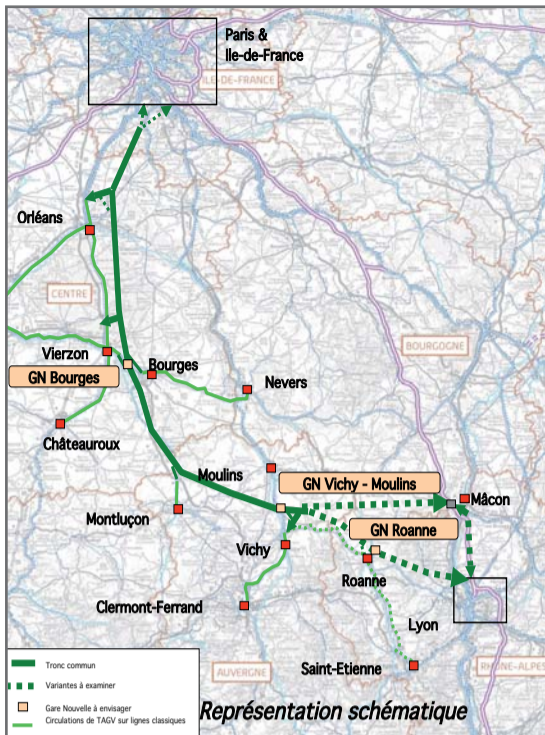 Paris &
Ile-de-France
ILE-DE-FRANCE
Orléans
CENTRE
BOURGOGNE
Vierzon
Bourges
GN Bourges
Nevers
Châteauroux
Moulins
GN Vichy - Moulins
Mâcon
Montluçon
GN Roanne
Vichy
Roanne
Clermont-Ferrand
Lyon
Saint-Etienne
AUVERGNE
RHÔNE-ALPES
Tronc commun
Variantes à examiner
Gare Nouvelle à envisager
Circulations de TAGV sur lignes classiques
Représentation schématique